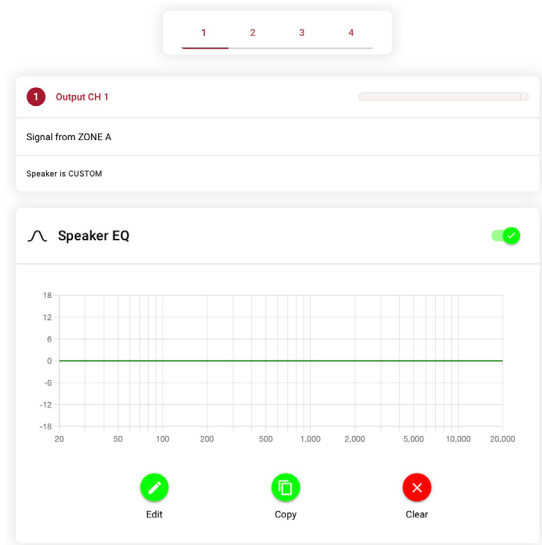 1 2 3 4
1 Output CH 1
Signal from ZONE A
Speaker is CUSTOM
Speaker EQ
18
12
6
0
-6
-12
-18
20 50 100 200 500 1,000 2,000 5,000 10,000 20,000
Edit Copy Clear